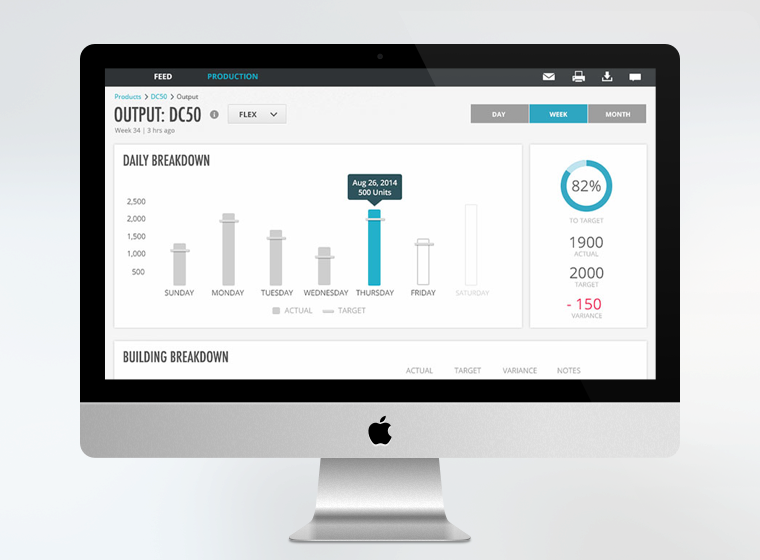 FEED PRODUCTION
Products > DC50 > Output
OUTPUT: DC50 i FLEX
DAY WEEK MONTH
Week 34 | 3 hrs ago
DAILY BREAKDOWN
Aug 26, 2014
500 Units
2,500
2,000
1,500
1,000
500
SUNDAY MONDAY TUESDAY WEDNESDAY THURSDAY FRIDAY SATURDAY
ACTUAL TARGET
82%
TO TARGET
1900
ACTUAL
2000
TARGET
- 150
VARIANCE
BUILDING BREAKDOWN
ACTUAL TARGET VARIANCE NOTES